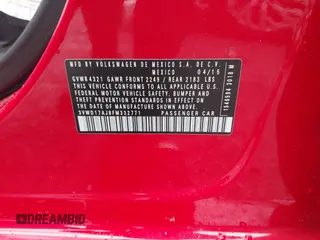 MFD. BY VOLKSWAGEN DE MEXICO S.A. DE C.V.
MEXICO 04/15
GVWR 4321 GAWR FRONT 2249 / REAR 2183 LBS
THIS VEHICLE CONFORMS TO ALL APPLICABLE
FEDERAL MOTOR VEHICLE SAFETY, BUMPER, AND
THEFT PREVENTION STANDARDS IN EFFECT ON
THE DATE OF MANUFACTURE SHOWN ABOVE.
3VWD17AJ8FM332771 PASSENGER CAR
DREAMBID